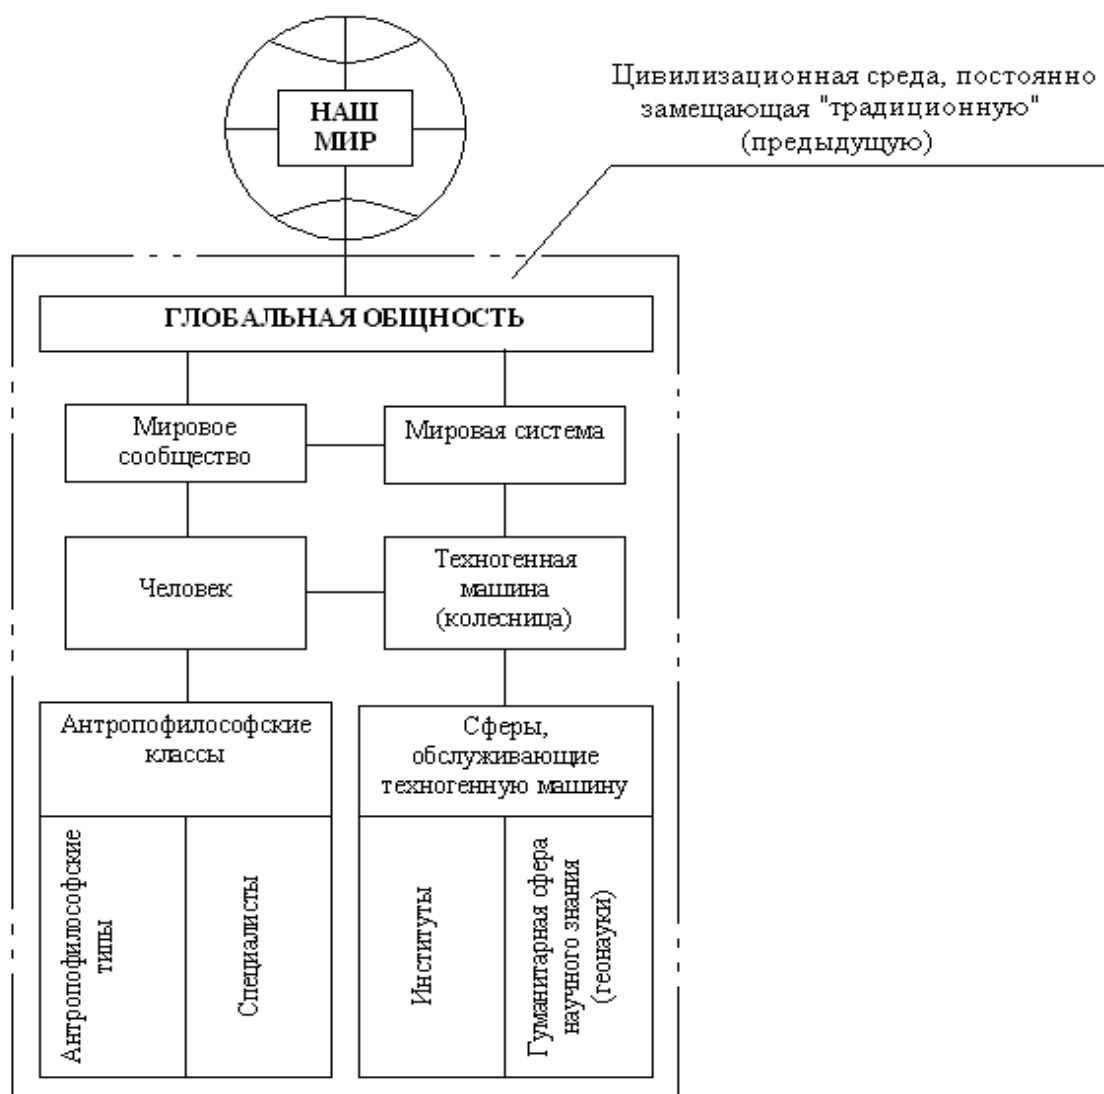 НАШ
МИР
Цивилизационная среда, постоянно
замещающая "традиционную"
(предыдущую)
ГЛОБАЛЬНАЯ ОБЩНОСТЬ
Мировое
сообщество
Мировая система
Человек
Техногенная
машина
(колесница)
Антропофилософские
классы
Сферы,
обслуживающие
техногенную машину
Антропофилософские
типы
Специалисты
Институты
Гуманитарная сфера
научного знания
(геонауки)